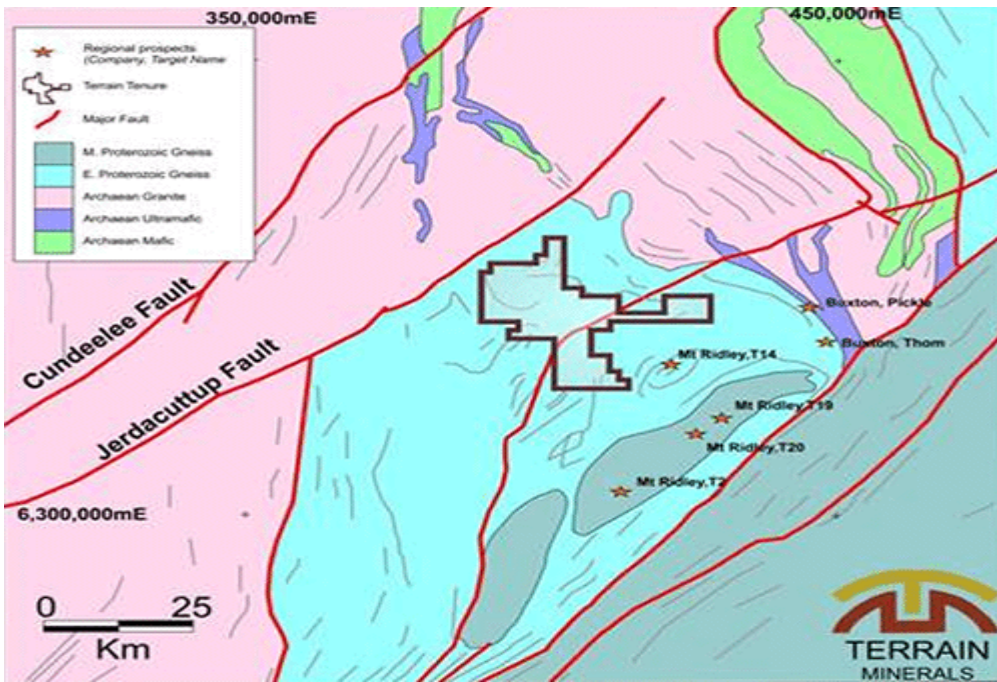 350,000mE
450,000mE
Regional prospects
(Company, Target Name
Terrain Tenure
Major Fault
M. Proterozoic Gneiss
E. Proterozoic Gneiss
Archaean Granite
Archaean Ultramafic
Archaean Mafic
Cundeelee Fault
Jerdacuttup Fault
Buxton, Pickle
Buxton, Thom
Mt Ridley,T14
Mt Ridley,T19
Mt Ridley,T20
Mt Ridley,T2
6,300,000mE
0 25
Km
TERRAIN
MINERALS